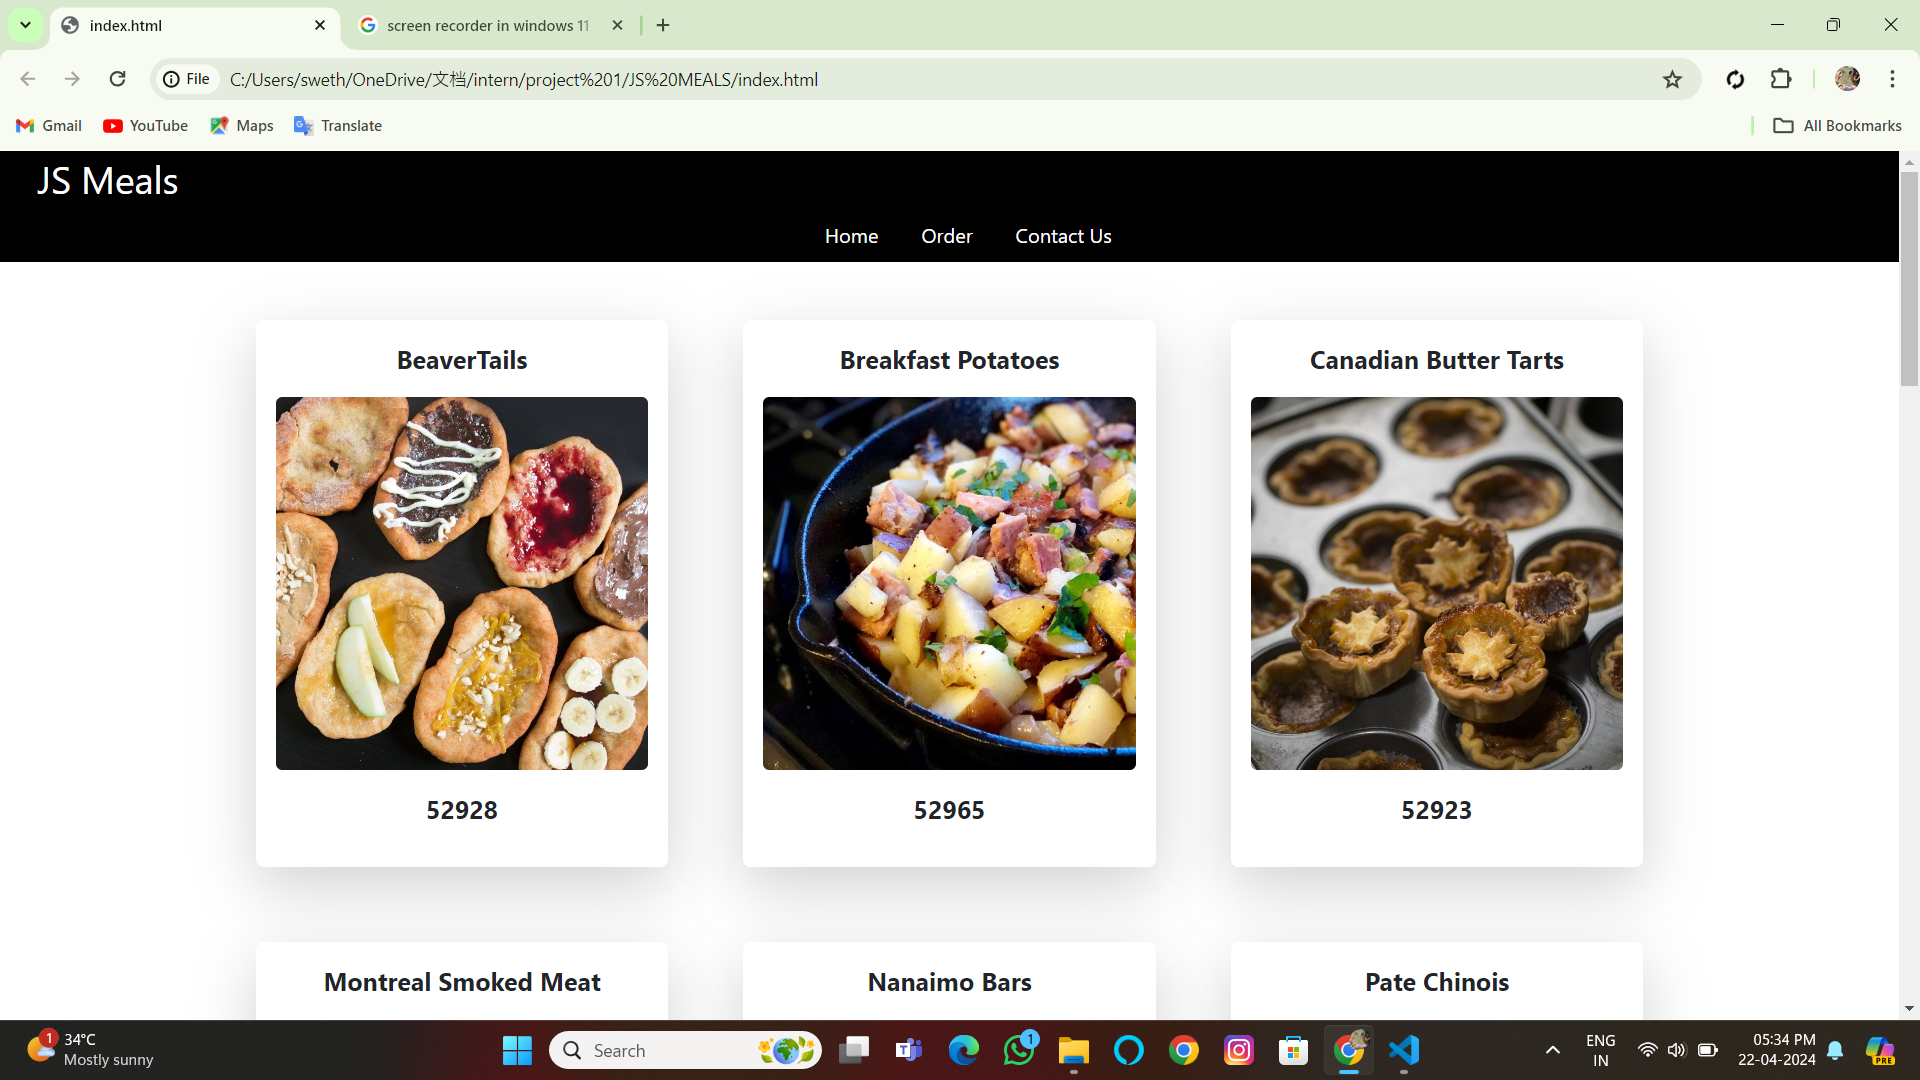 index.html
screen recorder in windows 11
File
C:/Users/sweth/OneDrive/文档/intern/project%201/JS%20MEALS/index.html
Gmail
YouTube
Maps
Translate
All Bookmarks
JS Meals
Home
Order
Contact Us
BeaverTails
Breakfast Potatoes
Canadian Butter Tarts
52928
52965
52923
Montreal Smoked Meat
Nanaimo Bars
Pate Chinois
1
34°C
Mostly sunny
Search
1
PRE
ENG
IN
05:34 PM
22-04-2024